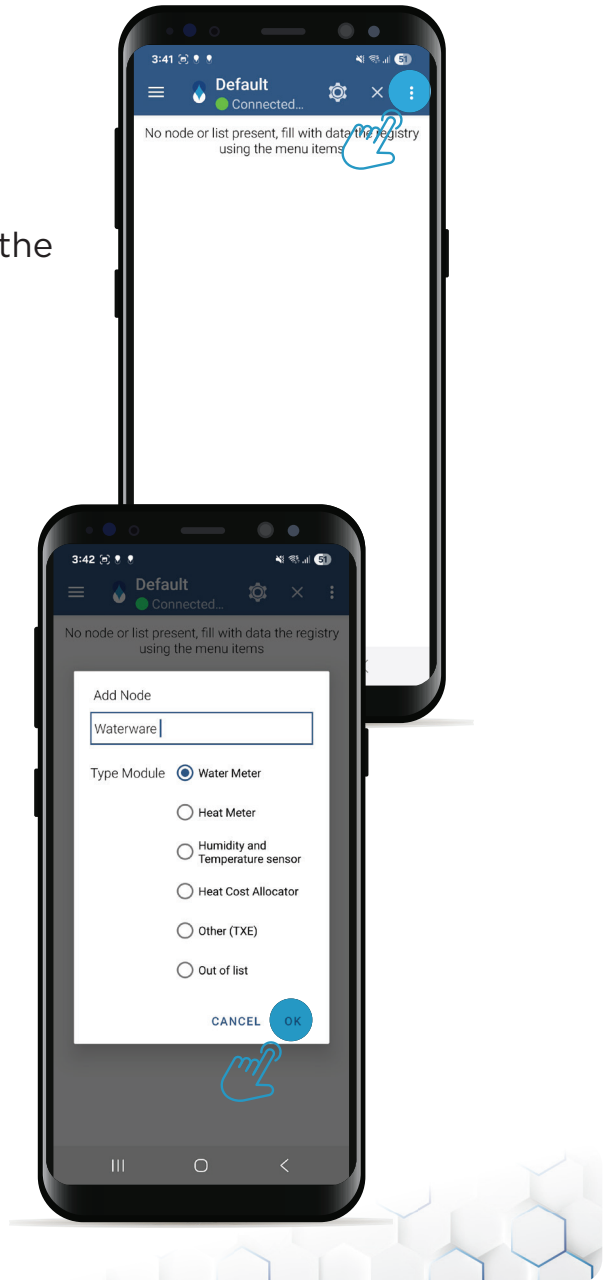 3:41
51
Default
Connected...
No node or list present, fill with data the registry
using the menu items
the
3:42
51
Default
Connected...
No node or list present, fill with data the registry
using the menu items
Add Node
Waterware
Type Module
Water Meter
Heat Meter
Humidity and
Temperature sensor
Heat Cost Allocator
Other (TXE)
Out of list
CANCEL OK